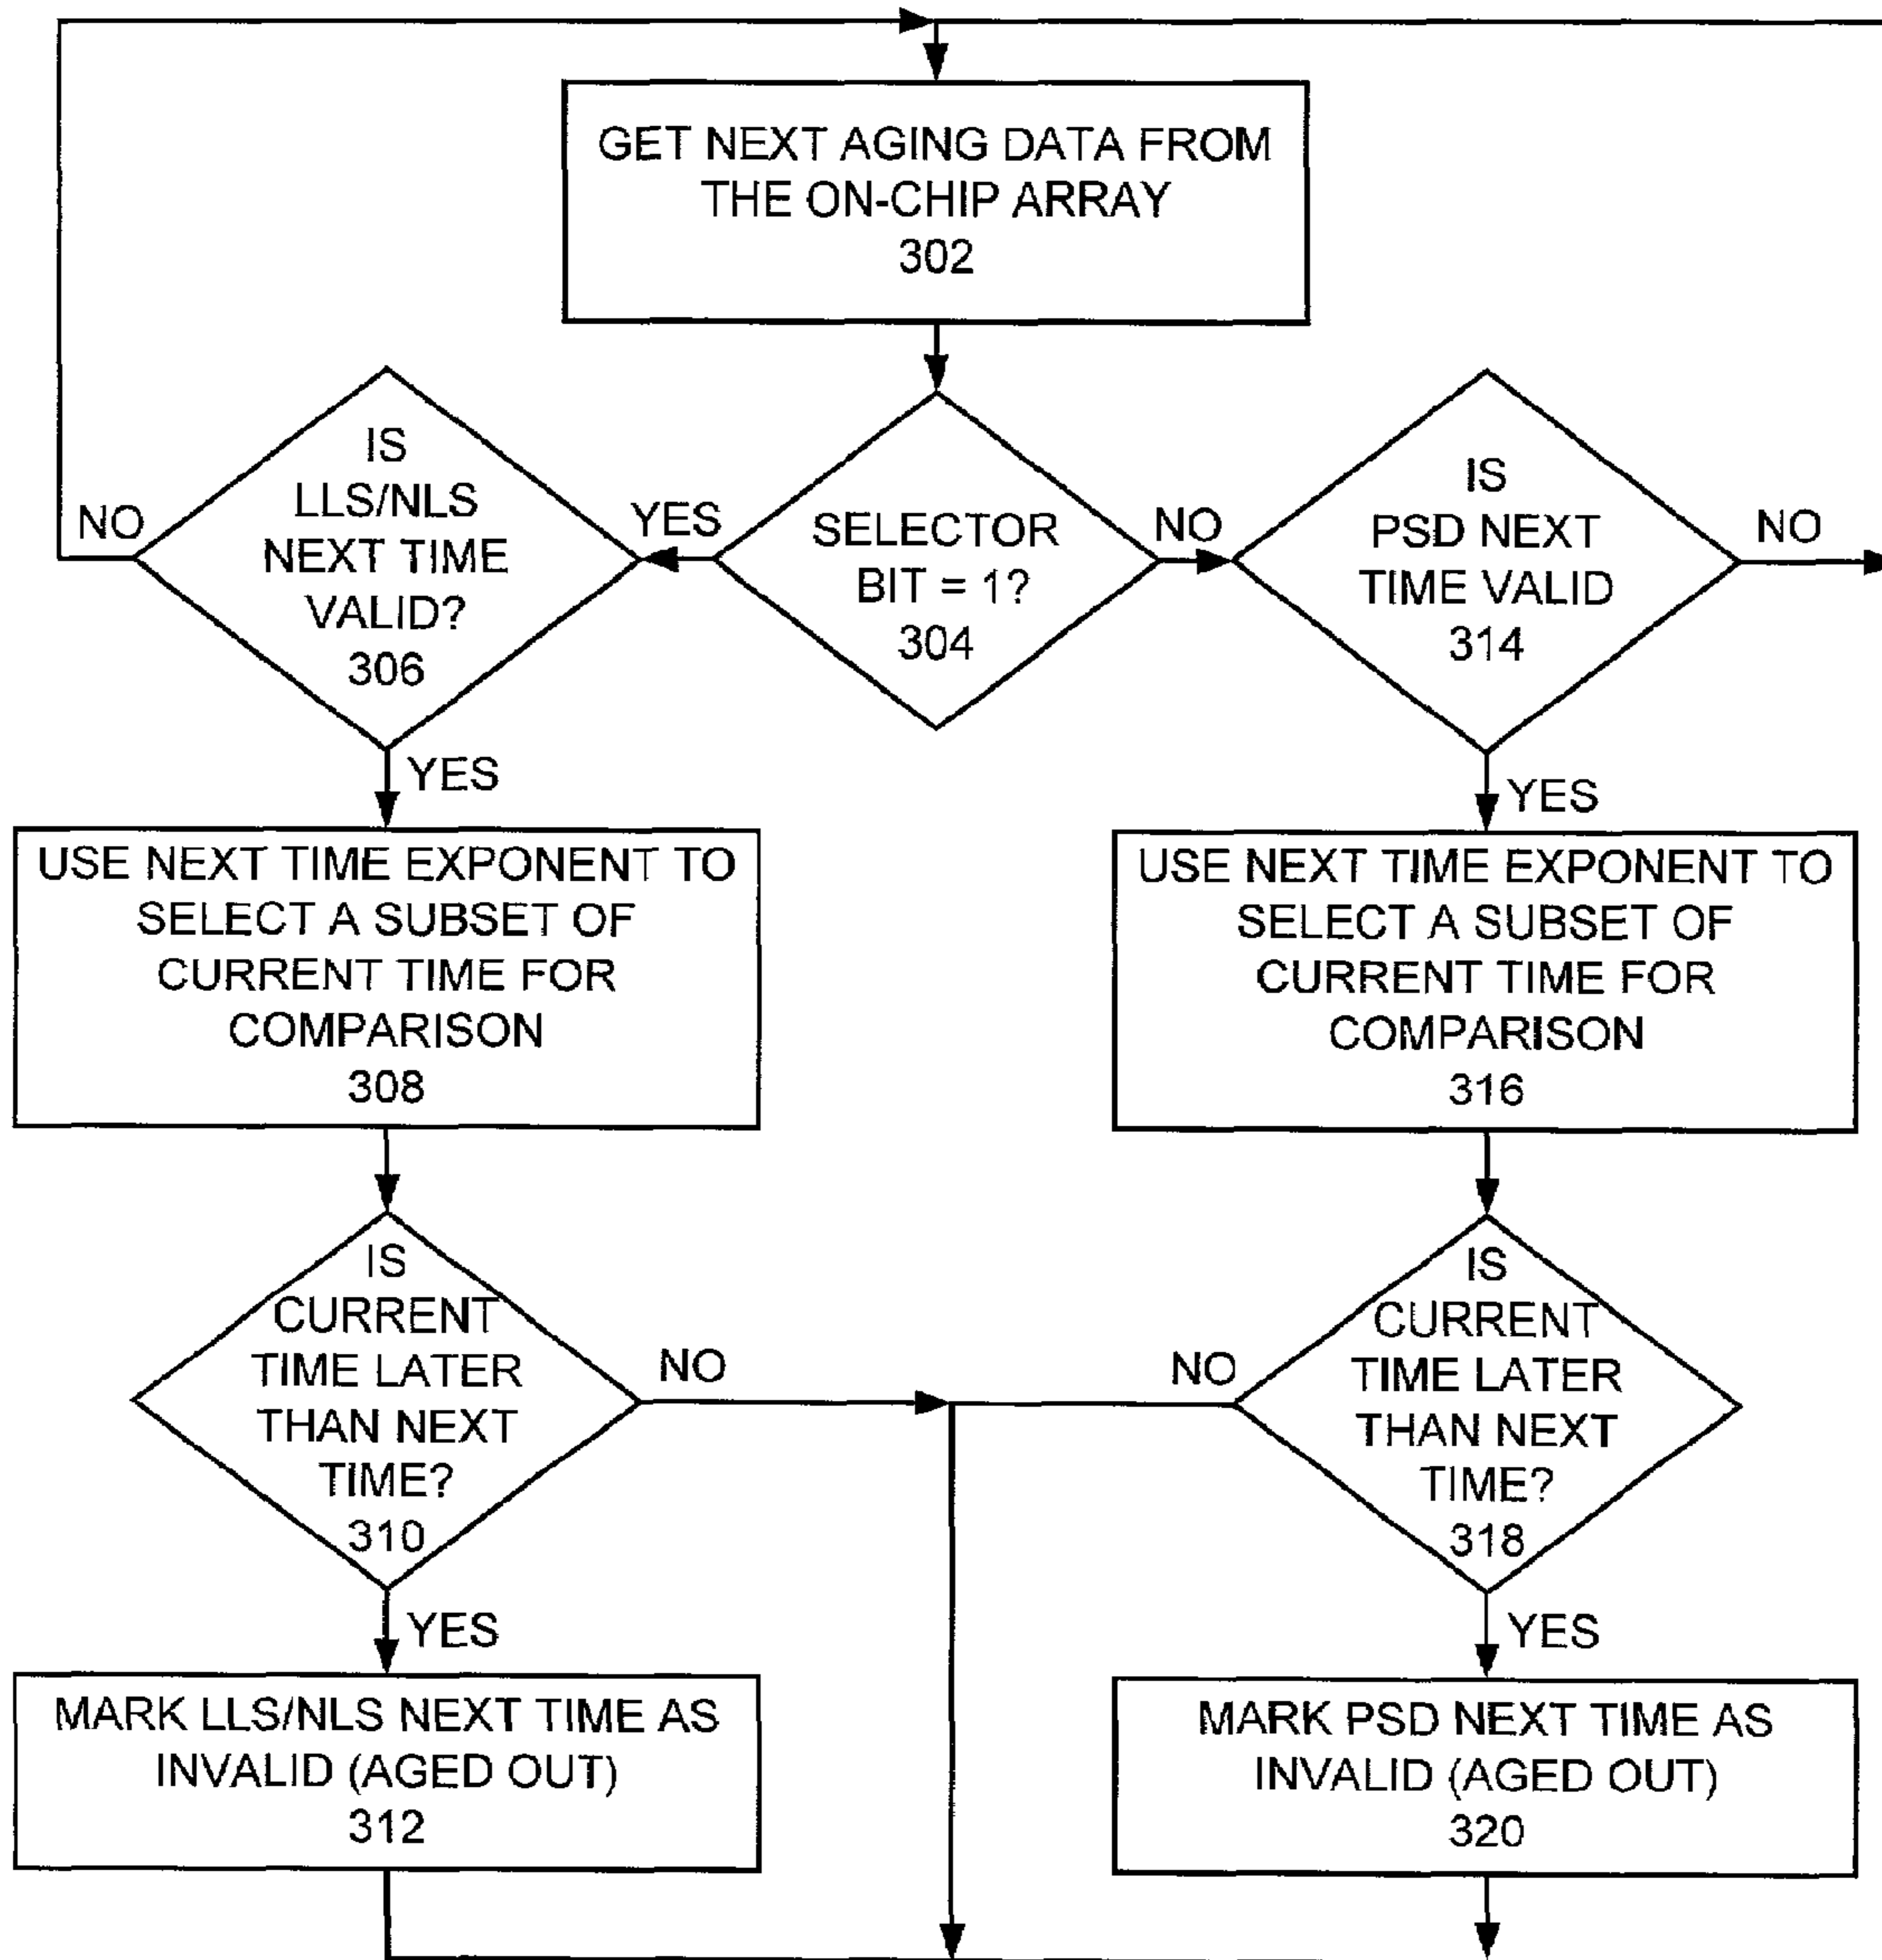 GET NEXT AGING DATA FROM
THE ON-CHIP ARRAY
302
IS
LLS/NLS
NEXT TIME
VALID?
306
NO
YES
SELECTOR
BIT = 1?
304
NO
IS
PSD NEXT
TIME VALID
314
NO
YES
YES
USE NEXT TIME EXPONENT TO
SELECT A SUBSET OF
CURRENT TIME FOR
COMPARISON
308
USE NEXT TIME EXPONENT TO
SELECT A SUBSET OF
CURRENT TIME FOR
COMPARISON
316
IS
CURRENT
TIME LATER
THAN NEXT
TIME?
310
NO
NO
IS
CURRENT
TIME LATER
THAN NEXT
TIME?
318
YES
YES
MARK LLS/NLS NEXT TIME AS
INVALID (AGED OUT)
312
MARK PSD NEXT TIME AS
INVALID (AGED OUT)
320